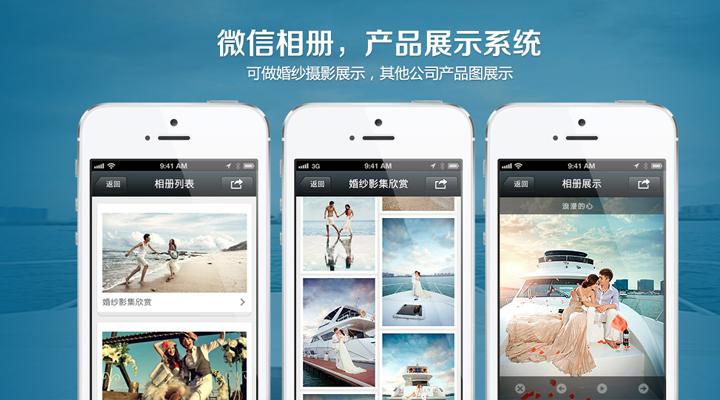 微信相册，产品展示系统
可做婚纱摄影展示，其他公司产品图展示
9:41 AM
返回
相册列表
婚纱影集欣赏
3G
9:41 AM
返回
婚纱影集欣赏
9:41 AM
返回
相册展示
浪漫的心